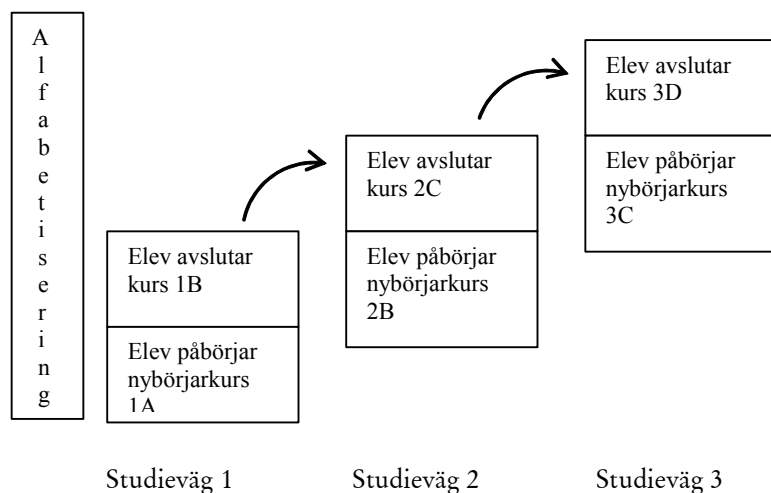 Alfabetisering
Elev avslutar
kurs 3D
Elev påbörjar
nybörjarkurs
3C
Elev avslutar
kurs 2C
Elev påbörjar
nybörjarkurs
2B
Elev avslutar
kurs 1B
Elev påbörjar
nybörjarkurs
1A
Studieväg 1 Studieväg 2 Studieväg 3